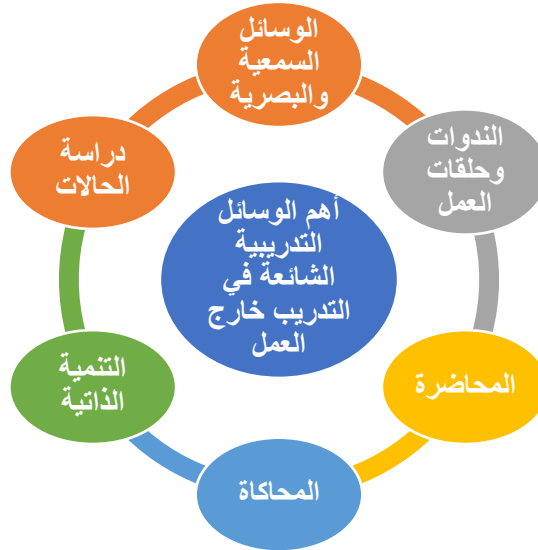 الوسائل
السمعية
والبصرية
الندوات
وحلقات
العمل
المحاضرة
المحاكاة
التنمية
الذاتية
دراسة
الحالات
أهم الوسائل
التدريبية
الشائعة في
التدريب خارج
العمل